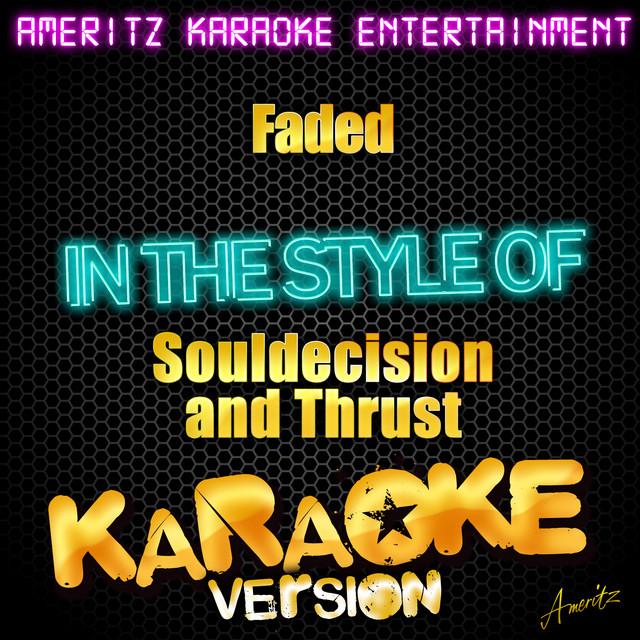 AMERITZ KARAOKE ENTERTAINMENT
Faded
IN THE STYLE OF
Souldecision
and Thrust
KARAOKE
VERSION
Ameritz